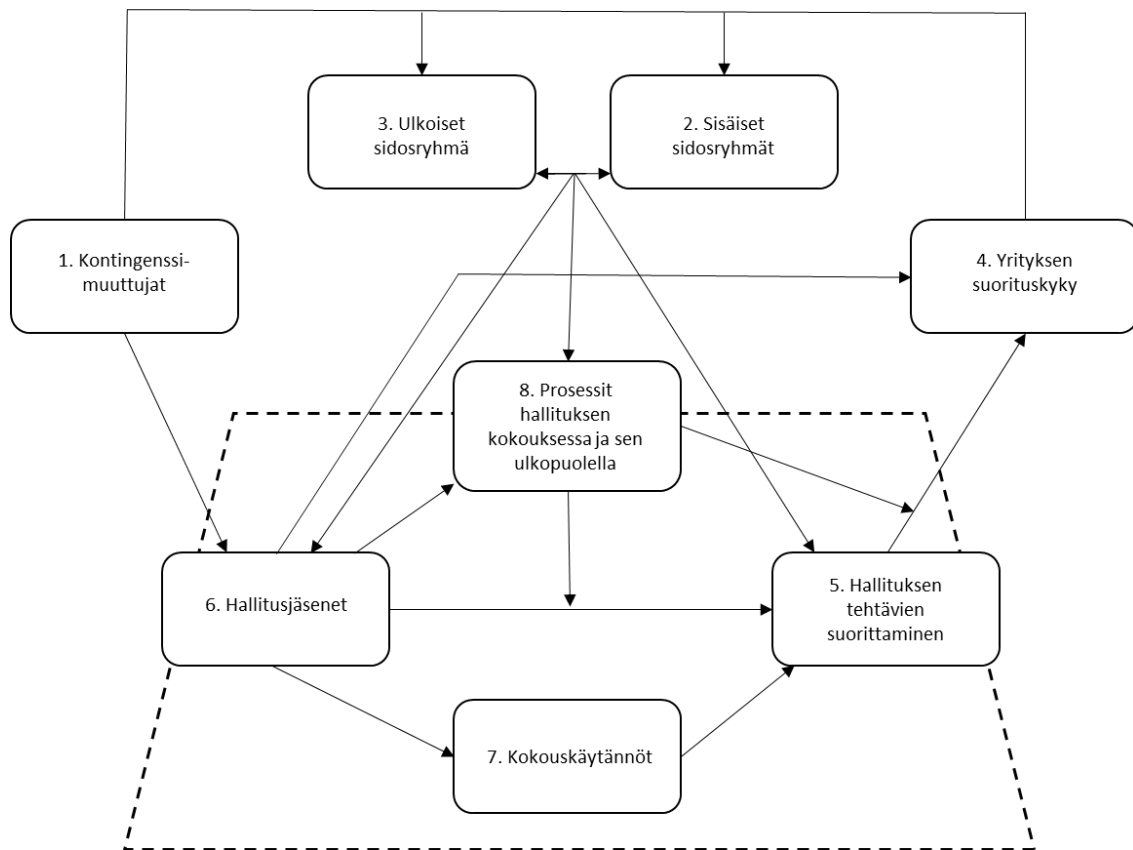 3. Ulkoiset
sidosryhmä
2. Sisäiset
sidosryhmät
1. Kontingenssi-
muuttujat
4. Yrityksen
suorituskyky
8. Prosessit
hallituksen
kokouksessa ja sen
ulkopuolella
6. Hallitusjäsenet
5. Hallituksen
tehtävien
suorittaminen
7. Kokouskäytännöt